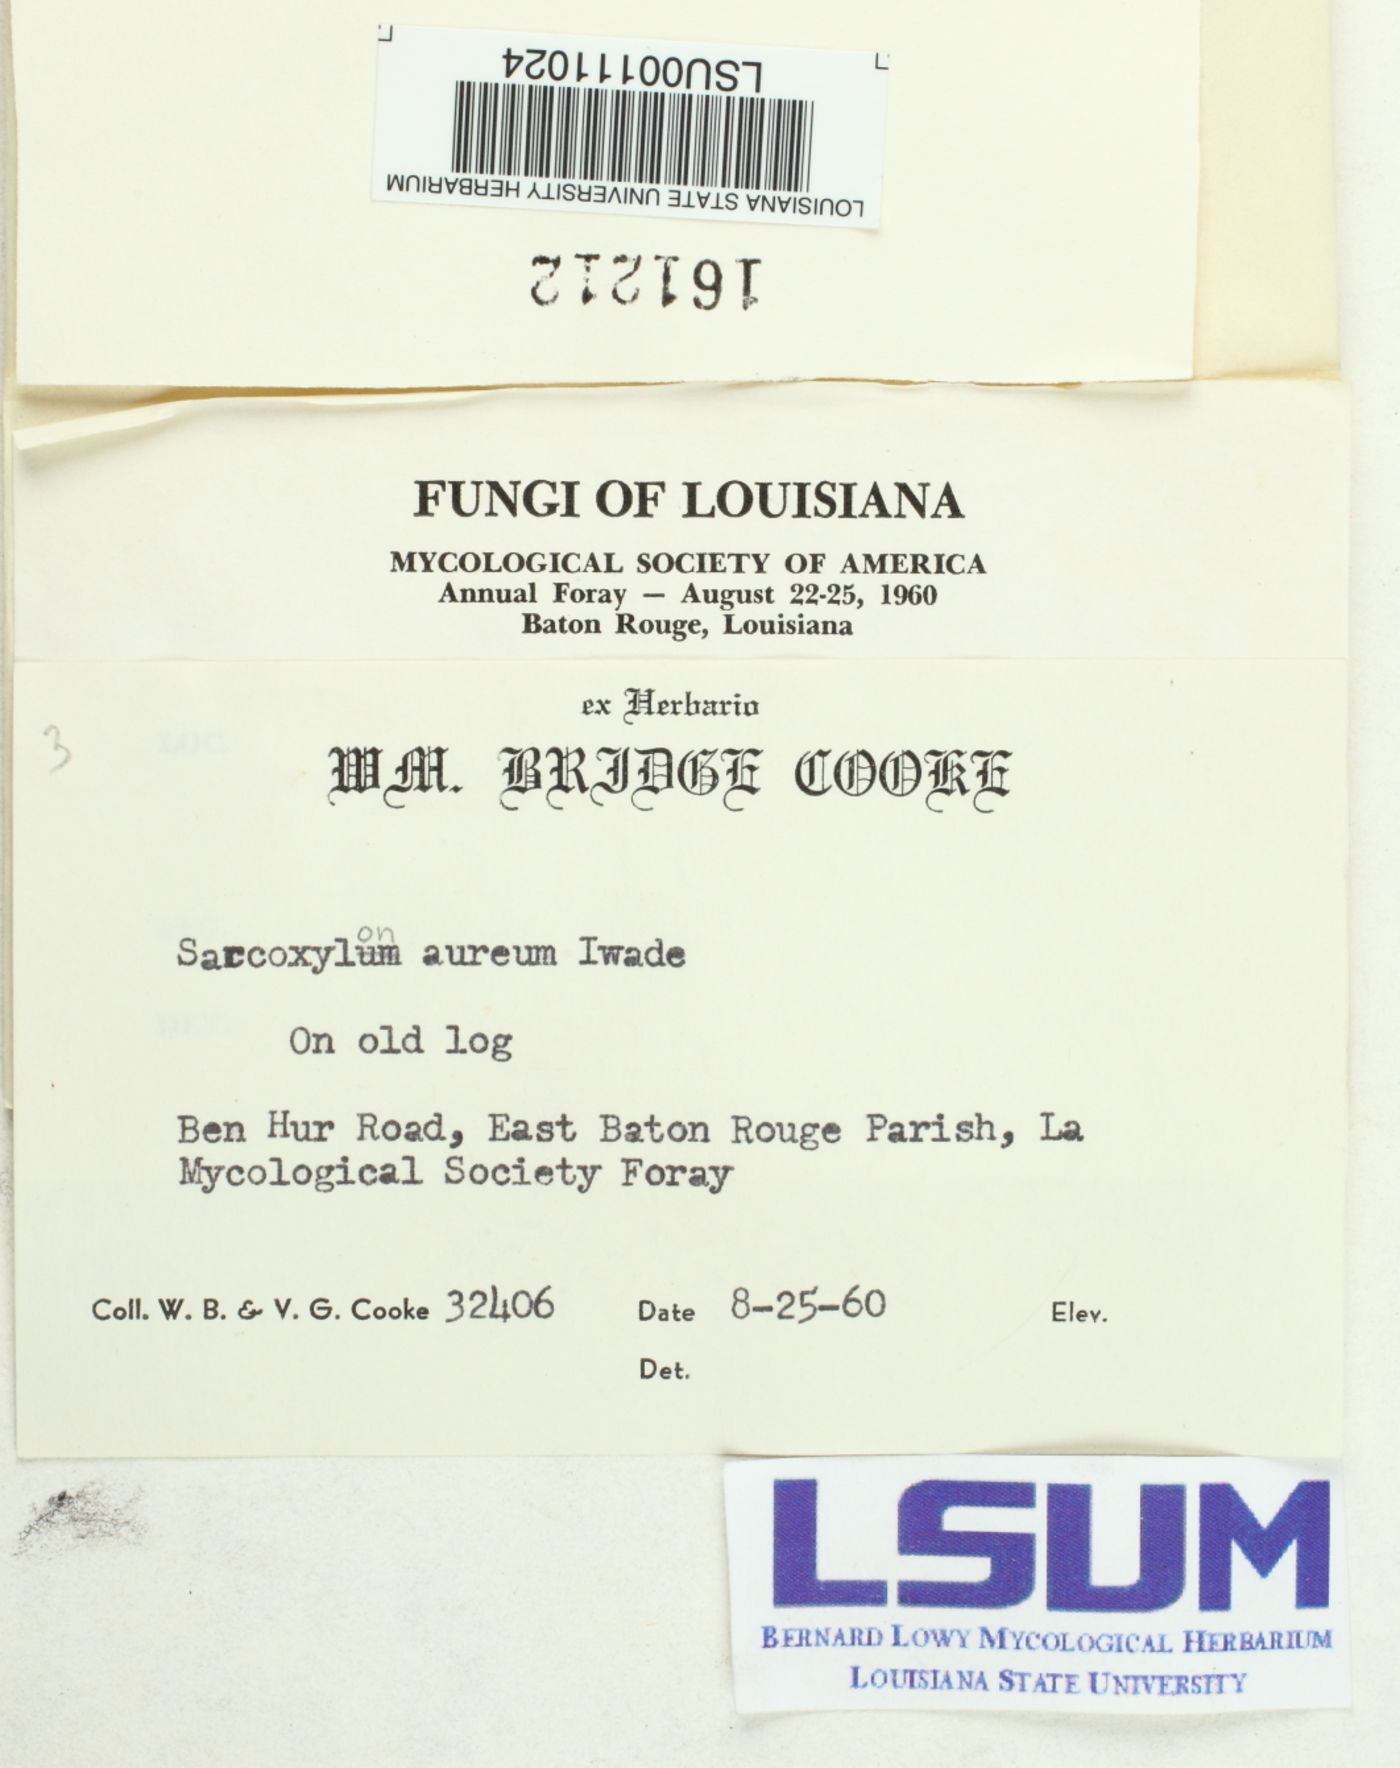 LSU00111024
LOUISIANA STATE UNIVERSITY HERBARIUM
161212
FUNGI OF LOUISIANA
MYCOLOGICAL SOCIETY OF AMERICA
Annual Foray — August 22-25, 1960
Baton Rouge, Louisiana
ex Herbario
3
WM. BRIDGE COOKE
on
Sarcoxylum aureum Iwade
On old log
Ben Hur Road, East Baton Rouge Parish, La
Mycological Society Foray
Coll. W. B. & V. G. Cooke 32406 Date 8-25-60 Elev.
Det.
LSUM
BERNARD LOWY MYCOLOGICAL HERBARIUM
LOUISIANA STATE UNIVERSITY